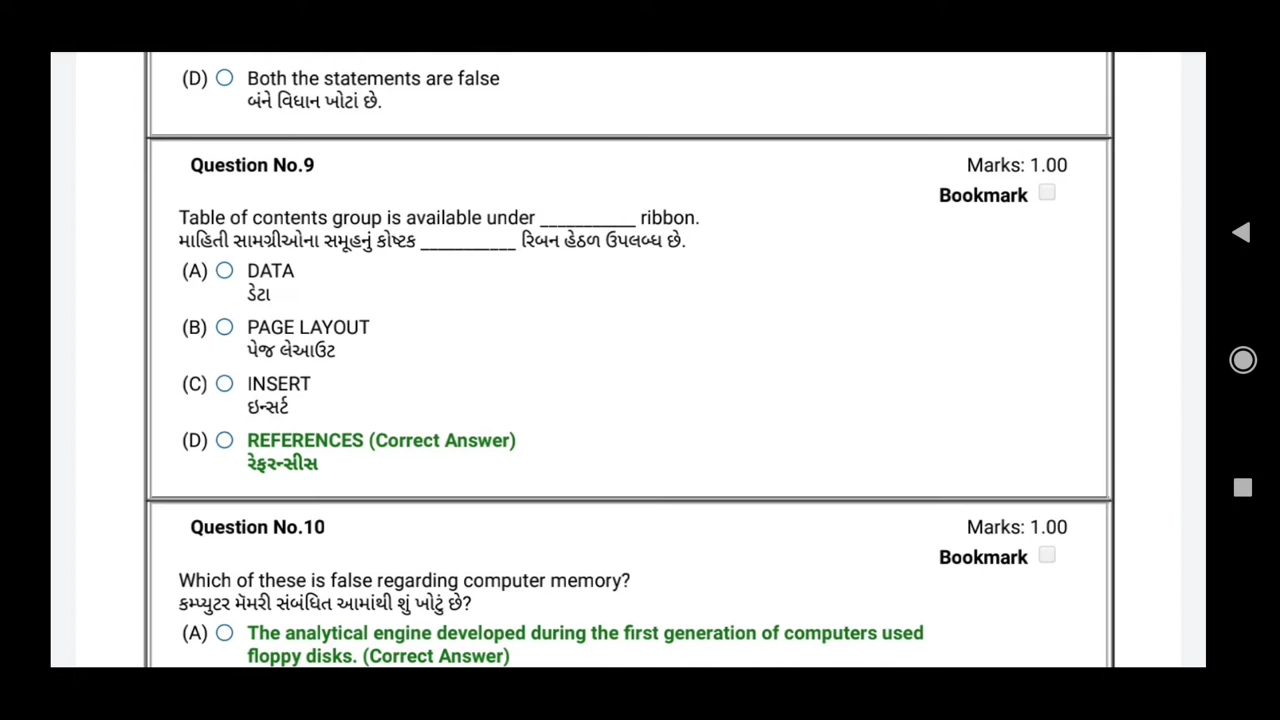 (D) Both the statements are false
બંને વિધાન ખોટાં છે.
Question No.9 Marks: 1.00
Bookmark
Table of contents group is available under ___________ ribbon.
માહિતી સામગ્રીઓના સમૂહનું કોષ્ટક ___________ રિબન હેઠળ ઉપલબ્ધ છે.
(A) DATA
ડેટા
(B) PAGE LAYOUT
પેજ લેઆઉટ
(C) INSERT
ઇન્સર્ટ
(D) REFERENCES (Correct Answer)
રેફરન્સીસ
Question No.10 Marks: 1.00
Bookmark
Which of these is false regarding computer memory?
કમ્પ્યુટર મૅમરી સંબંધિત આમાંથી શું ખોટું છે?
(A) The analytical engine developed during the first generation of computers used
floppy disks. (Correct Answer)